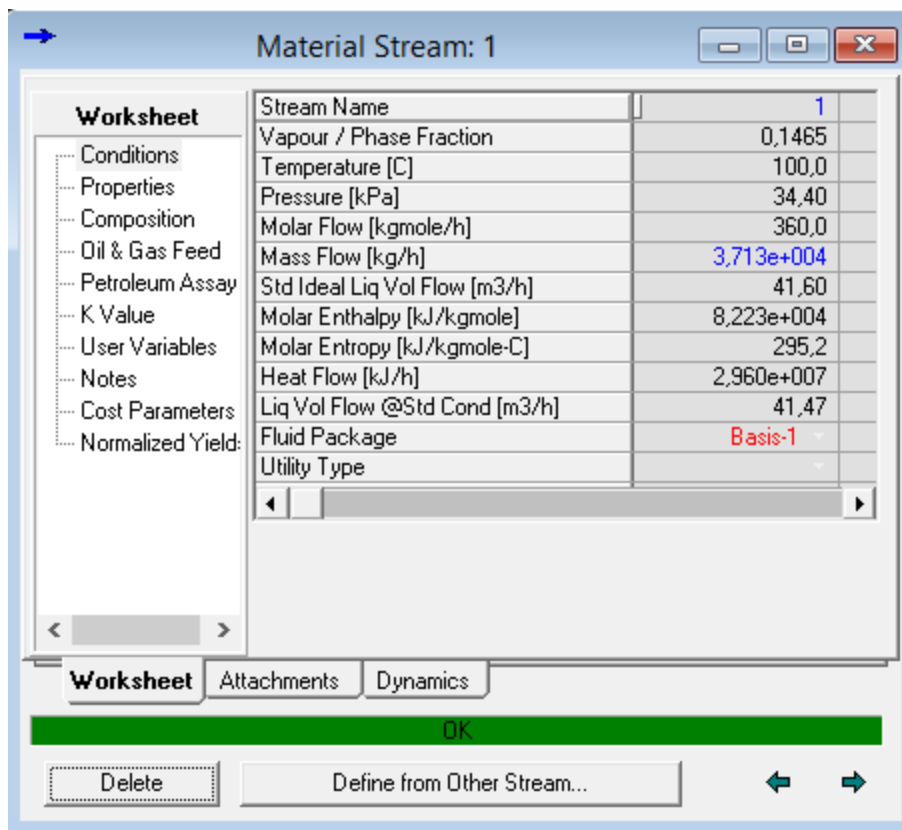 Material Stream: 1
Worksheet
Conditions
Properties
Composition
Oil & Gas Feed
Petroleum Assay
K Value
User Variables
Notes
Cost Parameters
Normalized Yields
Stream Name 1
Vapour / Phase Fraction 0,1465
Temperature [C] 100,0
Pressure [kPa] 34,40
Molar Flow [kgmole/h] 360,0
Mass Flow [kg/h] 3,713e+004
Std Ideal Liq Vol Flow [m3/h] 41,60
Molar Enthalpy [kJ/kgmole] 8,223e+004
Molar Entropy [kJ/kgmole-C] 295,2
Heat Flow [kJ/h] 2,960e+007
Liq Vol Flow @Std Cond [m3/h] 41,47
Fluid Package Basis-1
Utility Type
Worksheet Attachments Dynamics
OK
Delete Define from Other Stream...